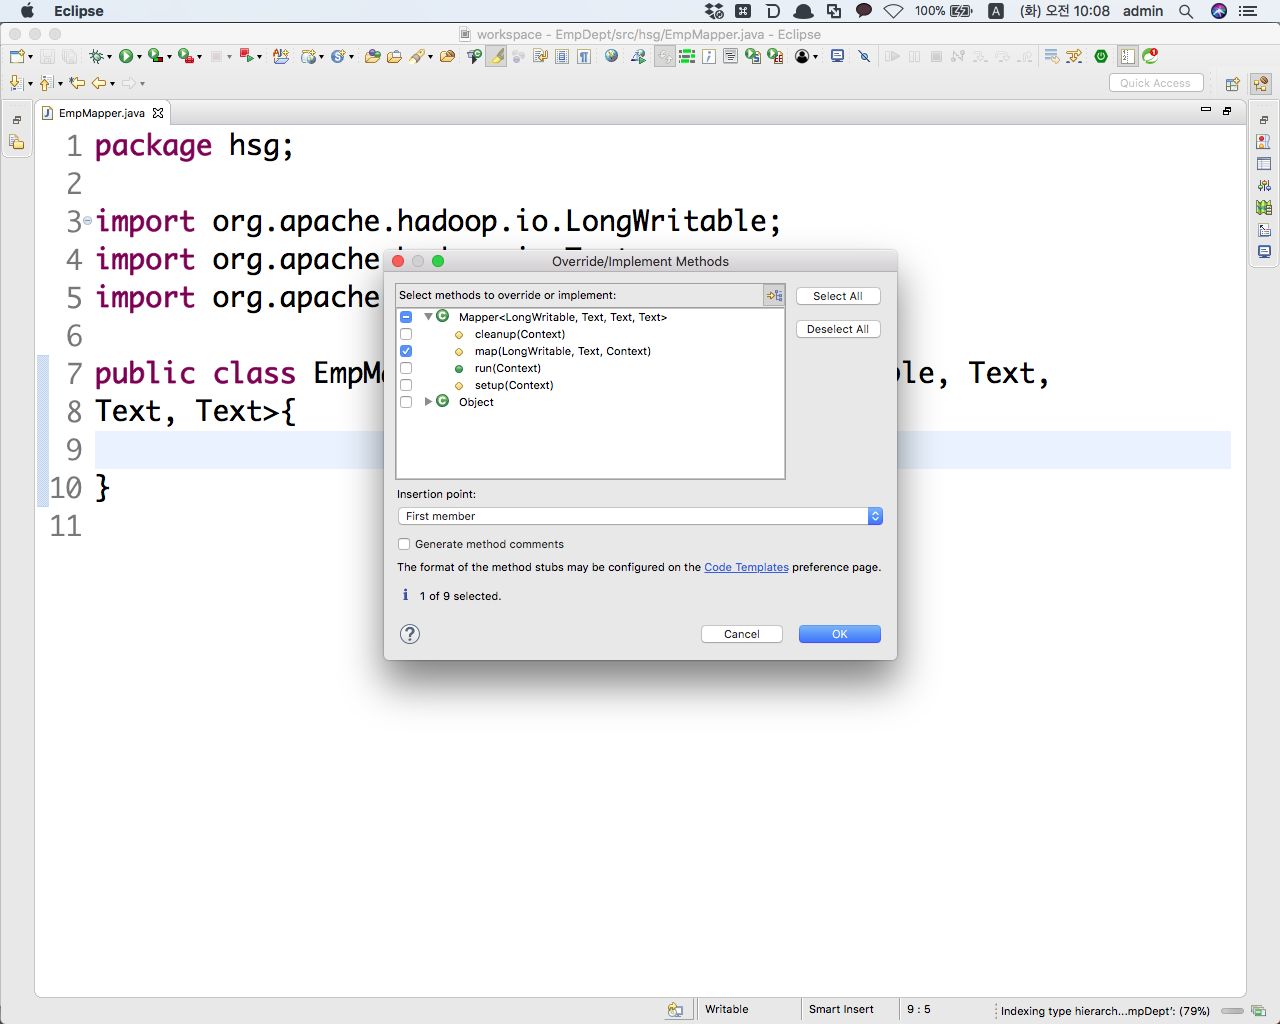 Eclipse
100%
A
(화) 오전 10:08
admin
workspace - EmpDept/src/hsg/EmpMapper.java - Eclipse
Quick Access
EmpMapper.java
1 package hsg;
2
3 import org.apache.hadoop.io.LongWritable;
4 import org.apache
5 import org.apache.
6
7 public class EmpM le, Text,
8 Text, Text>{
9
10 }
11
Override/Implement Methods
Select methods to override or implement:
Select All
Deselect All
Mapper<LongWritable, Text, Text, Text>
cleanup(Context)
map(LongWritable, Text, Context)
run(Context)
setup(Context)
Object
Insertion point:
First member
Generate method comments
The format of the method stubs may be configured on the Code Templates preference page.
1 of 9 selected.
Cancel
OK
Writable
Smart Insert
9 : 5
Indexing type hierarch...mpDept': (79%)